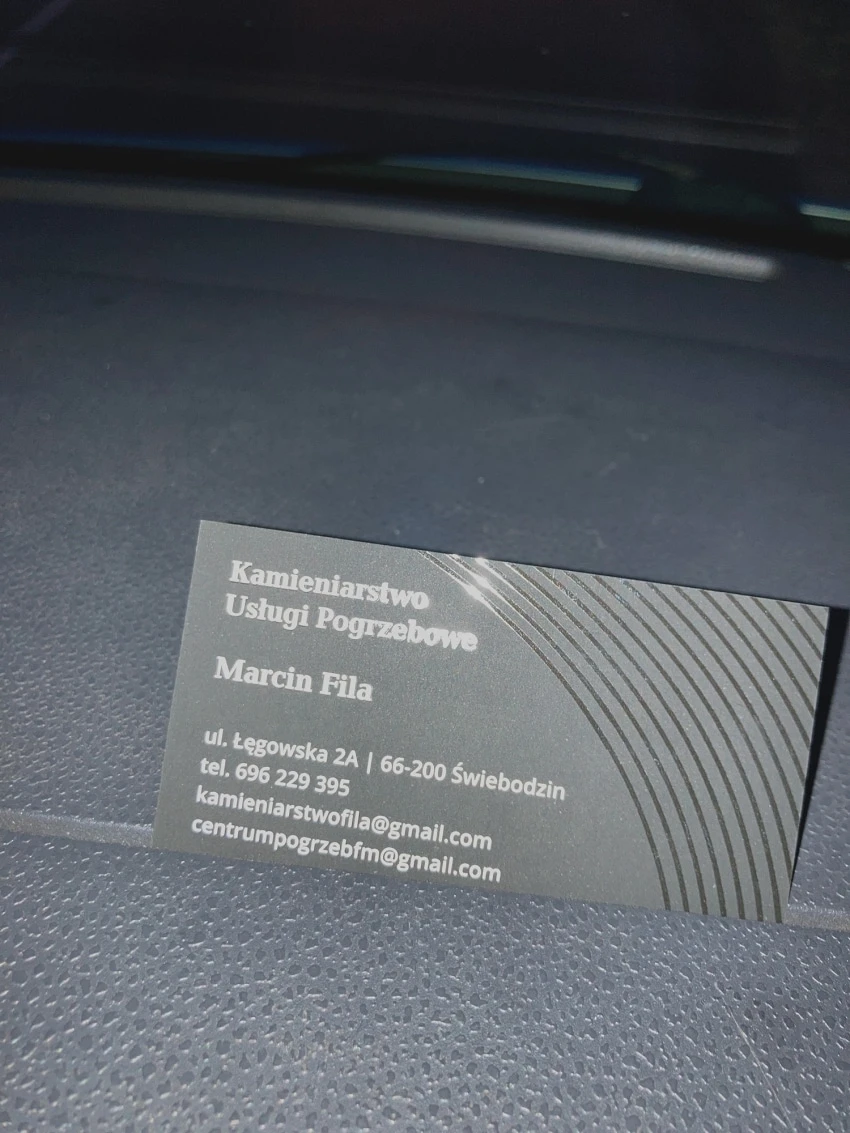 Kamieniarstwo
Usługi Pogrzebowe
Marcin Fila
ul. Łęgowska 2A | 66-200 Świebodzin
tel. 696 229 395
kamieniarstwofila@gmail.com
centrumpogrzebfm@gmail.com